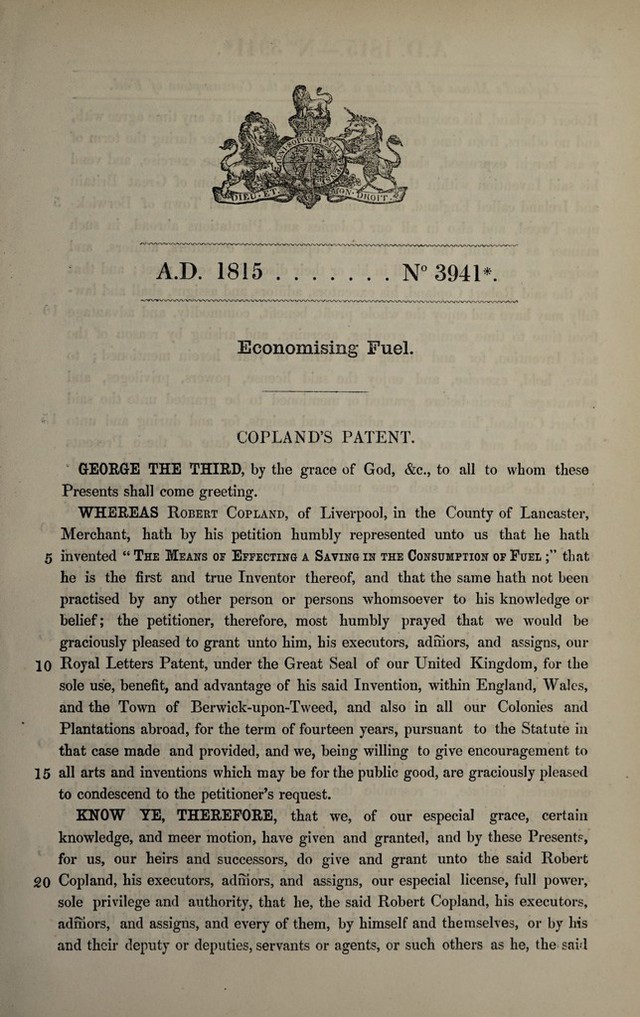 DIEU · ET · MON · DROIT ·
A.D. 1815 . . . . . . . . Nº 3941*.
Economising Fuel.
COPLAND'S PATENT.
GEORGE THE THIRD, by the grace of God, &c., to all to whom these
Presents shall come greeting.
WHEREAS ROBERT COPLAND, of Liverpool, in the County of Lancaster,
Merchant, hath by his petition humbly represented unto us that he hath
5 invented “ THE MEANS OF EFFECTING A SAVING IN THE CONSUMPTION OF FUEL ;” that
he is the first and true Inventor thereof, and that the same hath not been
practised by any other person or persons whomsoever to his knowledge or
belief; the petitioner, therefore, most humbly prayed that we would be
graciously pleased to grant unto him, his executors, adm̃ors, and assigns, our
10 Royal Letters Patent, under the Great Seal of our United Kingdom, for the
sole use, benefit, and advantage of his said Invention, within England, Wales,
and the Town of Berwick-upon-Tweed, and also in all our Colonies and
Plantations abroad, for the term of fourteen years, pursuant to the Statute in
that case made and provided, and we, being willing to give encouragement to
15 all arts and inventions which may be for the public good, are graciously pleased
to condescend to the petitioner's request.
KNOW YE, THEREFORE, that we, of our especial grace, certain
knowledge, and meer motion, have given and granted, and by these Presents,
for us, our heirs and successors, do give and grant unto the said Robert
20 Copland, his executors, adm̃ors, and assigns, our especial license, full power,
sole privilege and authority, that he, the said Robert Copland, his executors,
adm̃ors, and assigns, and every of them, by himself and themselves, or by his
and their deputy or deputies, servants or agents, or such others as he, the said